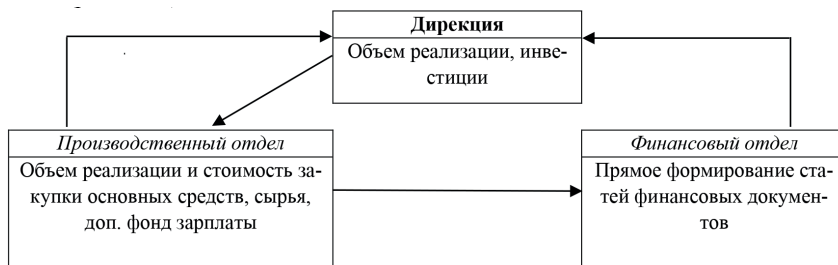 Дирекция
Объем реализации, инве-
стиции
Производственный отдел
Объем реализации и стоимость за-
купки основных средств, сырья,
доп. фонд зарплаты
Финансовый отдел
Прямое формирование ста-
тей финансовых докумен-
тов